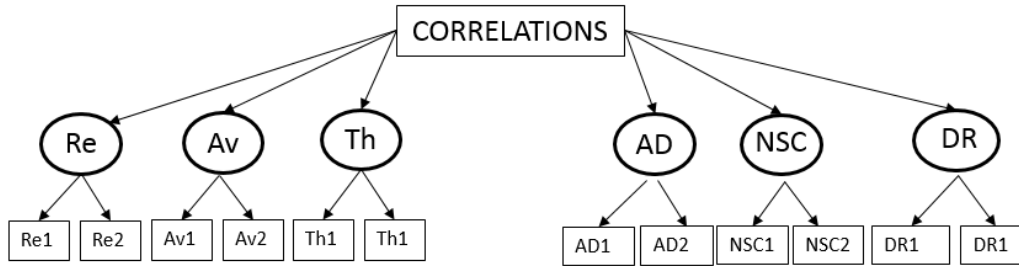 CORRELATIONS
Re Av Th AD NSC DR
Re1 Re2 Av1 Av2 Th1 Th1 AD1 AD2 NSC1 NSC2 DR1 DR1